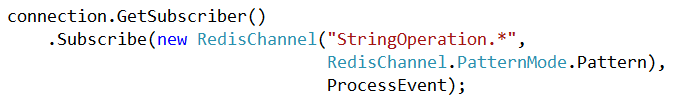 connection.GetSubscriber()
    .Subscribe(new RedisChannel("StringOperation.*",
                                RedisChannel.PatternMode.Pattern),
                                ProcessEvent);